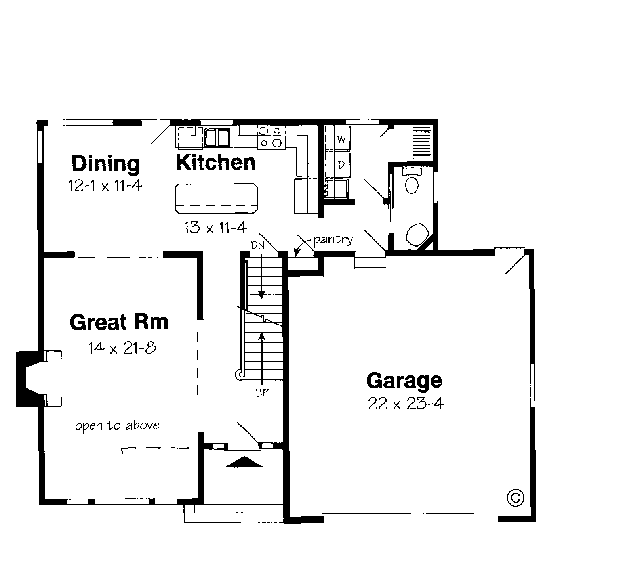 W
Dining
Kitchen
D
12-1 x 11-4
13 x 11-4
pantry
DN
Great Rm
14 x 21-8
Garage
22 x 23-4
UP
open to above
©